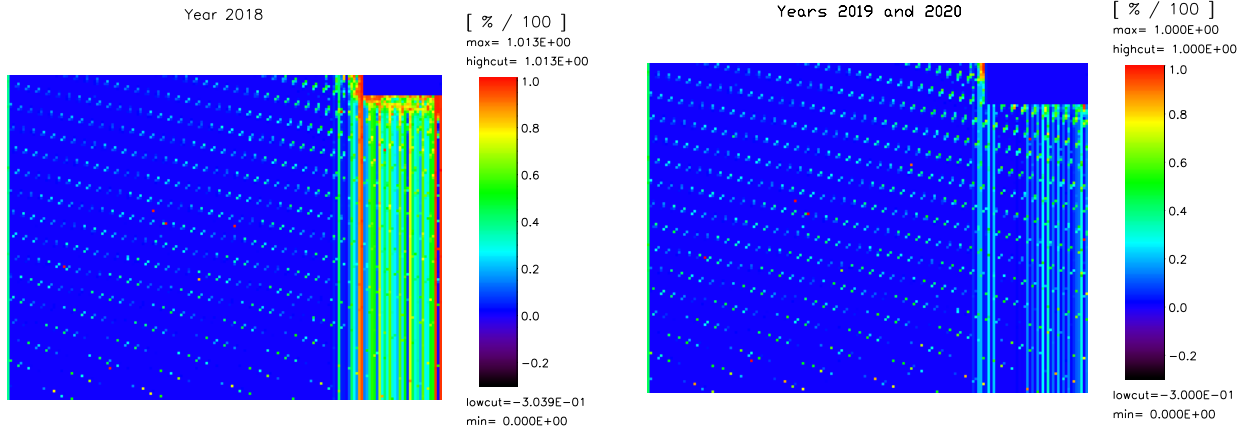 Year 2018
[ % / 100 ]
max= 1.013E+00
highcut= 1.013E+00
1.0
0.8
0.6
0.4
0.2
0.0
−0.2
lowcut=−3.039E−01
min= 0.000E+00
Years 2019 and 2020
[ % / 100 ]
max= 1.000E+00
highcut= 1.000E+00
1.0
0.8
0.6
0.4
0.2
0.0
−0.2
lowcut=−3.000E−01
min= 0.000E+00